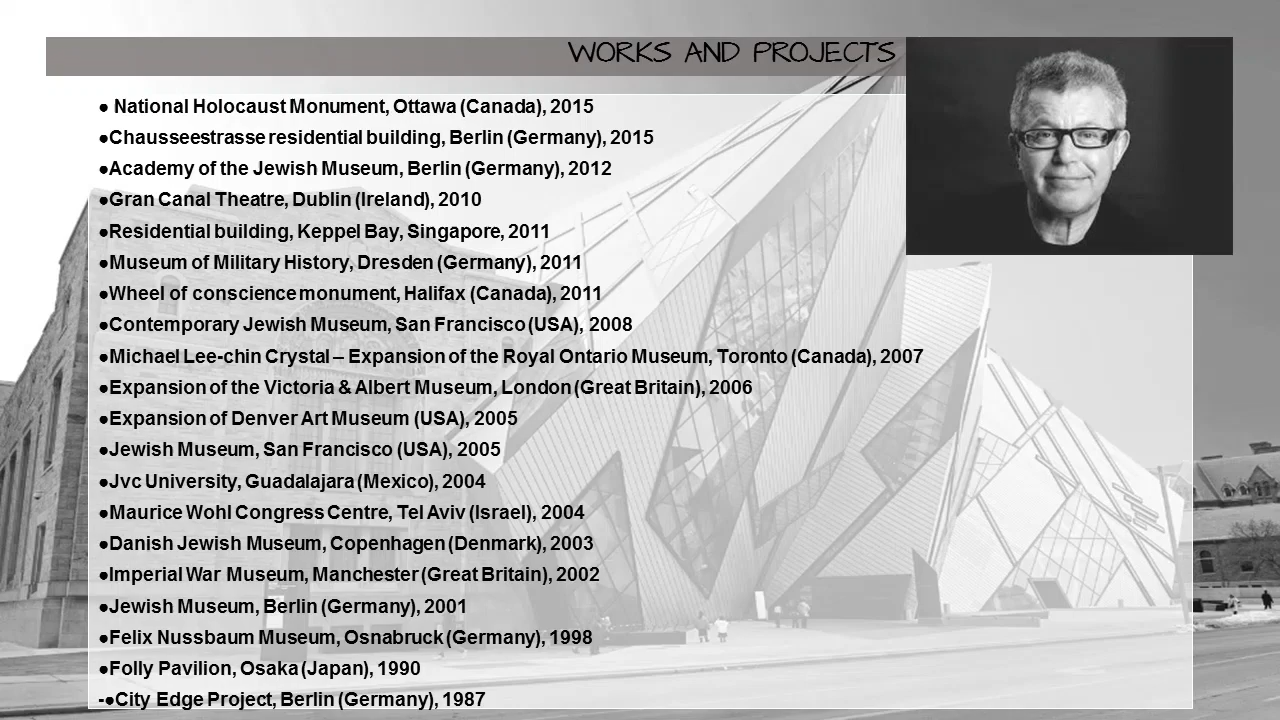 WORKS AND PROJECTS
● National Holocaust Monument, Ottawa (Canada), 2015
●Chausseestrasse residential building, Berlin (Germany), 2015
●Academy of the Jewish Museum, Berlin (Germany), 2012
●Gran Canal Theatre, Dublin (Ireland), 2010
●Residential building, Keppel Bay, Singapore, 2011
●Museum of Military History, Dresden (Germany), 2011
●Wheel of conscience monument, Halifax (Canada), 2011
●Contemporary Jewish Museum, San Francisco (USA), 2008
●Michael Lee-chin Crystal – Expansion of the Royal Ontario Museum, Toronto (Canada), 2007
●Expansion of the Victoria & Albert Museum, London (Great Britain), 2006
●Expansion of Denver Art Museum (USA), 2005
●Jewish Museum, San Francisco (USA), 2005
●Jvc University, Guadalajara (Mexico), 2004
●Maurice Wohl Congress Centre, Tel Aviv (Israel), 2004
●Danish Jewish Museum, Copenhagen (Denmark), 2003
●Imperial War Museum, Manchester (Great Britain), 2002
●Jewish Museum, Berlin (Germany), 2001
●Felix Nussbaum Museum, Osnabruck (Germany), 1998
●Folly Pavilion, Osaka (Japan), 1990
-●City Edge Project, Berlin (Germany), 1987